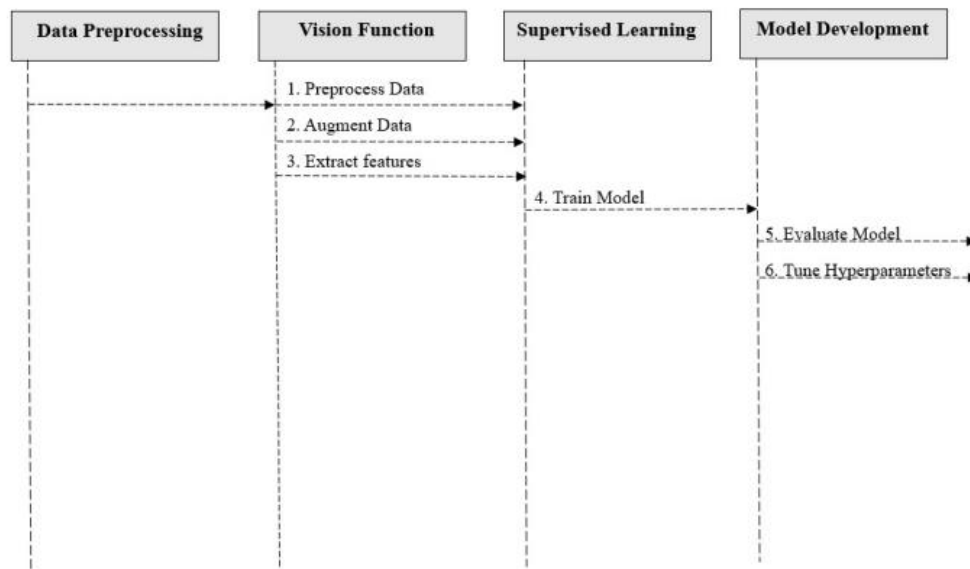 Data Preprocessing
Vision Function
Supervised Learning
Model Development
1. Preprocess Data
2. Augment Data
3. Extract features
4. Train Model
5. Evaluate Model
6. Tune Hyperparameters